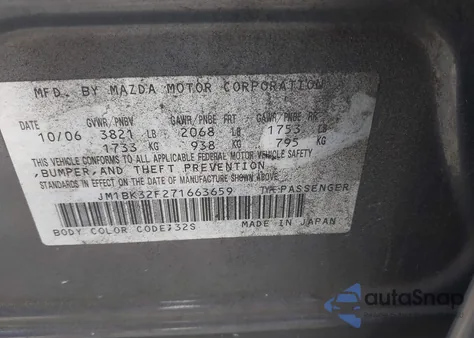 MFD. BY MAZDA MOTOR CORPORATION
GVWR/PNBV GAWR/PNBE FRT GAWR/PNBE RR
10/06 3821 LB 2068 LB 1753 LB
1733 KG 938 KG 795 KG
THIS VEHICLE CONFORMS TO ALL APPLICABLE FEDERAL MOTOR VEHICLE SAFETY
,BUMPER,AND THEFT PREVENTION
STANDARDS IN EFFECT ON THE DATE OF MANUFACTURE SHOWN ABOVE.
JM1BK32F271663659 TYPE:PASSENGER
BODY COLOR CODE:32S MADE IN JAPAN
autoSnap